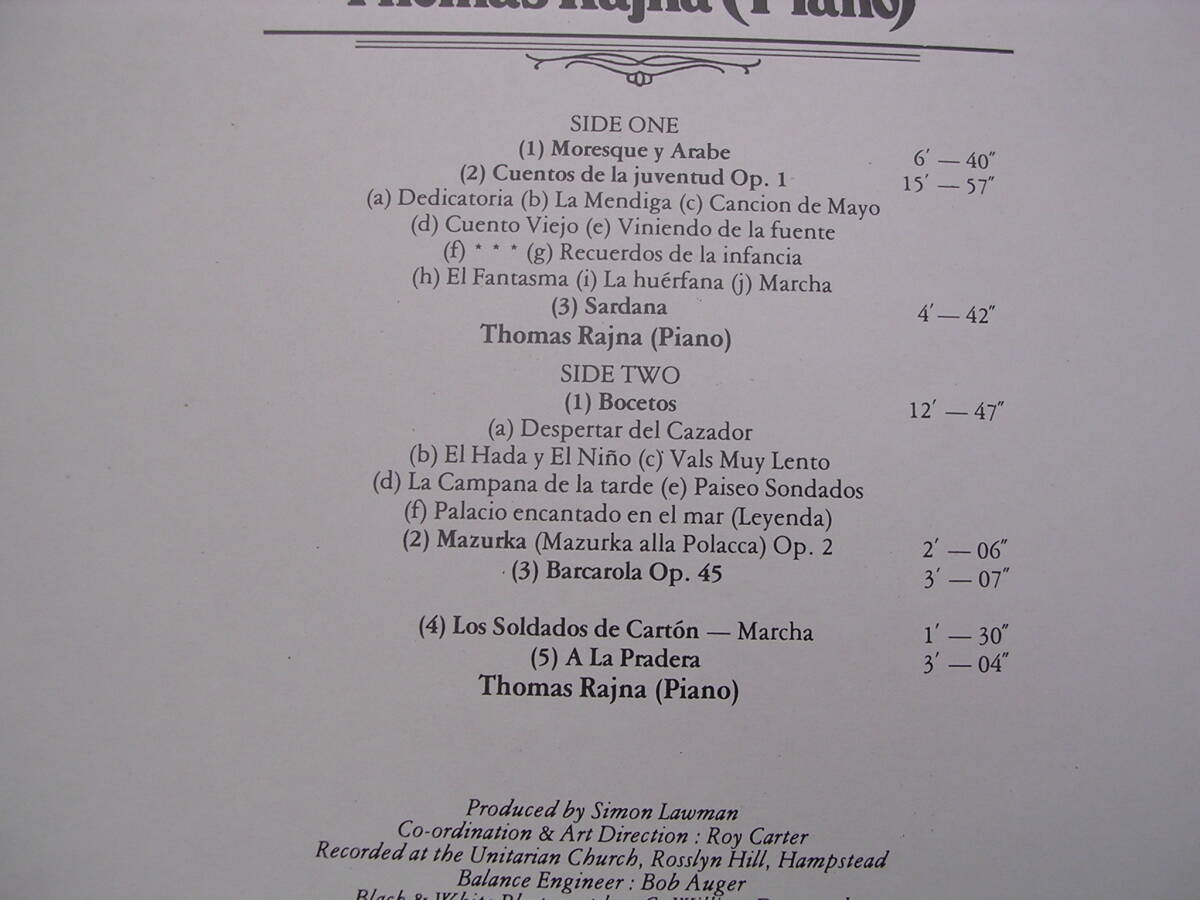 Thomas Rajna (Piano)
SIDE ONE
(1) Moresque y Arabe 6′ — 40″
(2) Cuentos de la juventud Op. 1 15′ — 57″
(a) Dedicatoria (b) La Mendiga (c) Cancion de Mayo
(d) Cuento Viejo (e) Viniendo de la fuente
(f) * * * (g) Recuerdos de la infancia
(h) El Fantasma (i) La huérfana (j) Marcha
(3) Sardana 4′ — 42″
Thomas Rajna (Piano)
SIDE TWO
(1) Bocetos 12′ — 47″
(a) Despertar del Cazador
(b) El Hada y El Niño (c) Vals Muy Lento
(d) La Campana de la tarde (e) Paiseo Sondados
(f) Palacio encantado en el mar (Leyenda)
(2) Mazurka (Mazurka alla Polacca) Op. 2 2′ — 06″
(3) Barcarola Op. 45 3′ — 07″
(4) Los Soldados de Cartón — Marcha 1′ — 30″
(5) A La Pradera 3′ — 04″
Thomas Rajna (Piano)
Produced by Simon Lawman
Co-ordination & Art Direction : Roy Carter
Recorded at the Unitarian Church, Rosslyn Hill, Hampstead
Balance Engineer : Bob Auger
Black & White